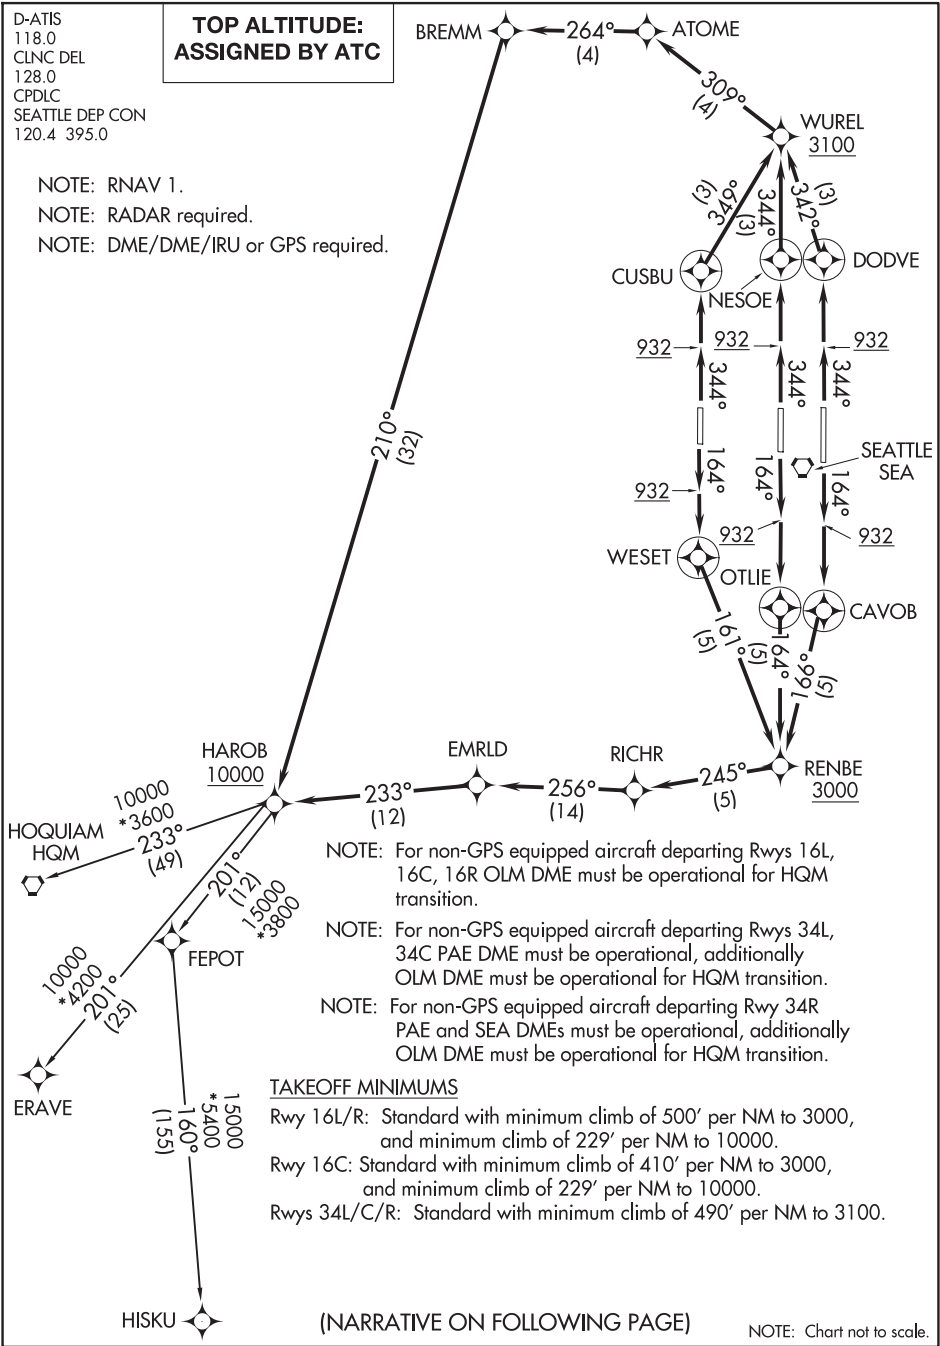 D-ATIS
118.0
CLNC DEL
128.0
CPDLC
SEATTLE DEP CON
120.4 395.0
TOP ALTITUDE:
ASSIGNED BY ATC
NOTE: RNAV 1.
NOTE: RADAR required.
NOTE: DME/DME/IRU or GPS required.
BREMM
264°
(4)
ATOME
309°
(4)
WUREL
3100
(3)
349°
(3)
344°
342°
(3)
CUSBU
NESOE
DODVE
932
932
932
344°
344°
344°
SEATTLE
SEA
164°
164°
164°
932
932
932
WESET
OTLIE
CAVOB
161°
(5)
164°
(5)
166°
(5)
210°
(32)
HAROB
10000
EMRLD
RICHR
RENBE
3000
245°
(5)
256°
(14)
233°
(12)
10000
*3600
233°
(49)
HOQUIAM
HQM
201°
(12)
15000
*3800
FEPOT
10000
*4200
201°
(25)
ERAVE
15000
*5400
160°
(155)
HISKU
NOTE: For non-GPS equipped aircraft departing Rwys 16L,
16C, 16R OLM DME must be operational for HQM
transition.
NOTE: For non-GPS equipped aircraft departing Rwys 34L,
34C PAE DME must be operational, additionally
OLM DME must be operational for HQM transition.
NOTE: For non-GPS equipped aircraft departing Rwy 34R
PAE and SEA DMEs must be operational, additionally
OLM DME must be operational for HQM transition.
TAKEOFF MINIMUMS
Rwy 16L/R: Standard with minimum climb of 500' per NM to 3000,
and minimum climb of 229' per NM to 10000.
Rwy 16C: Standard with minimum climb of 410' per NM to 3000,
and minimum climb of 229' per NM to 10000.
Rwys 34L/C/R: Standard with minimum climb of 490' per NM to 3100.
(NARRATIVE ON FOLLOWING PAGE)
NOTE: Chart not to scale.